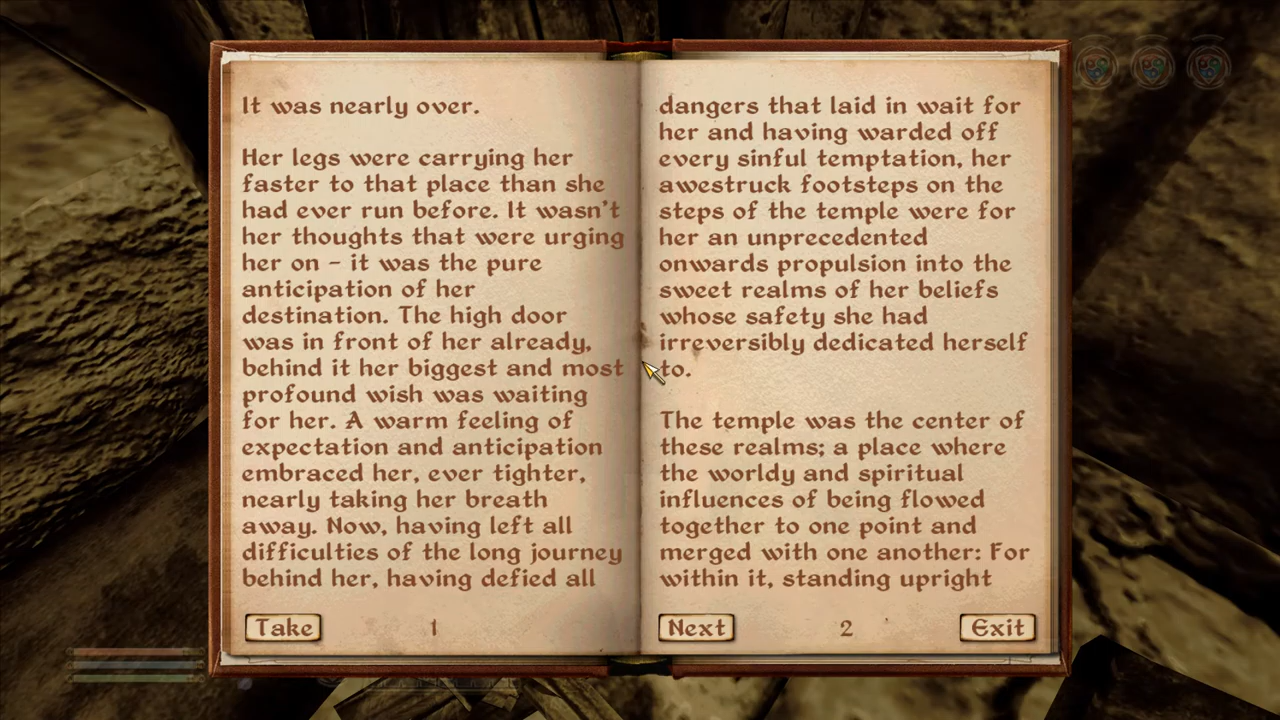 It was nearly over.
Her legs were carrying her
faster to that place than she
had ever run before. It wasn't
her thoughts that were urging
her on - it was the pure
anticipation of her
destination. The high door
was in front of her already,
behind it her biggest and most
profound wish was waiting
for her. A warm feeling of
expectation and anticipation
embraced her, ever tighter,
nearly taking her breath
away. Now, having left all
difficulties of the long journey
behind her, having defied all
Take
1
dangers that laid in wait for
her and having warded off
every sinful temptation, her
awestruck footsteps on the
steps of the temple were for
her an unprecedented
onwards propulsion into the
sweet realms of her beliefs
whose safety she had
irreversibly dedicated herself
to.
The temple was the center of
these realms; a place where
the worldy and spiritual
influences of being flowed
together to one point and
merged with one another: For
within it, standing upright
Next
2
Exit